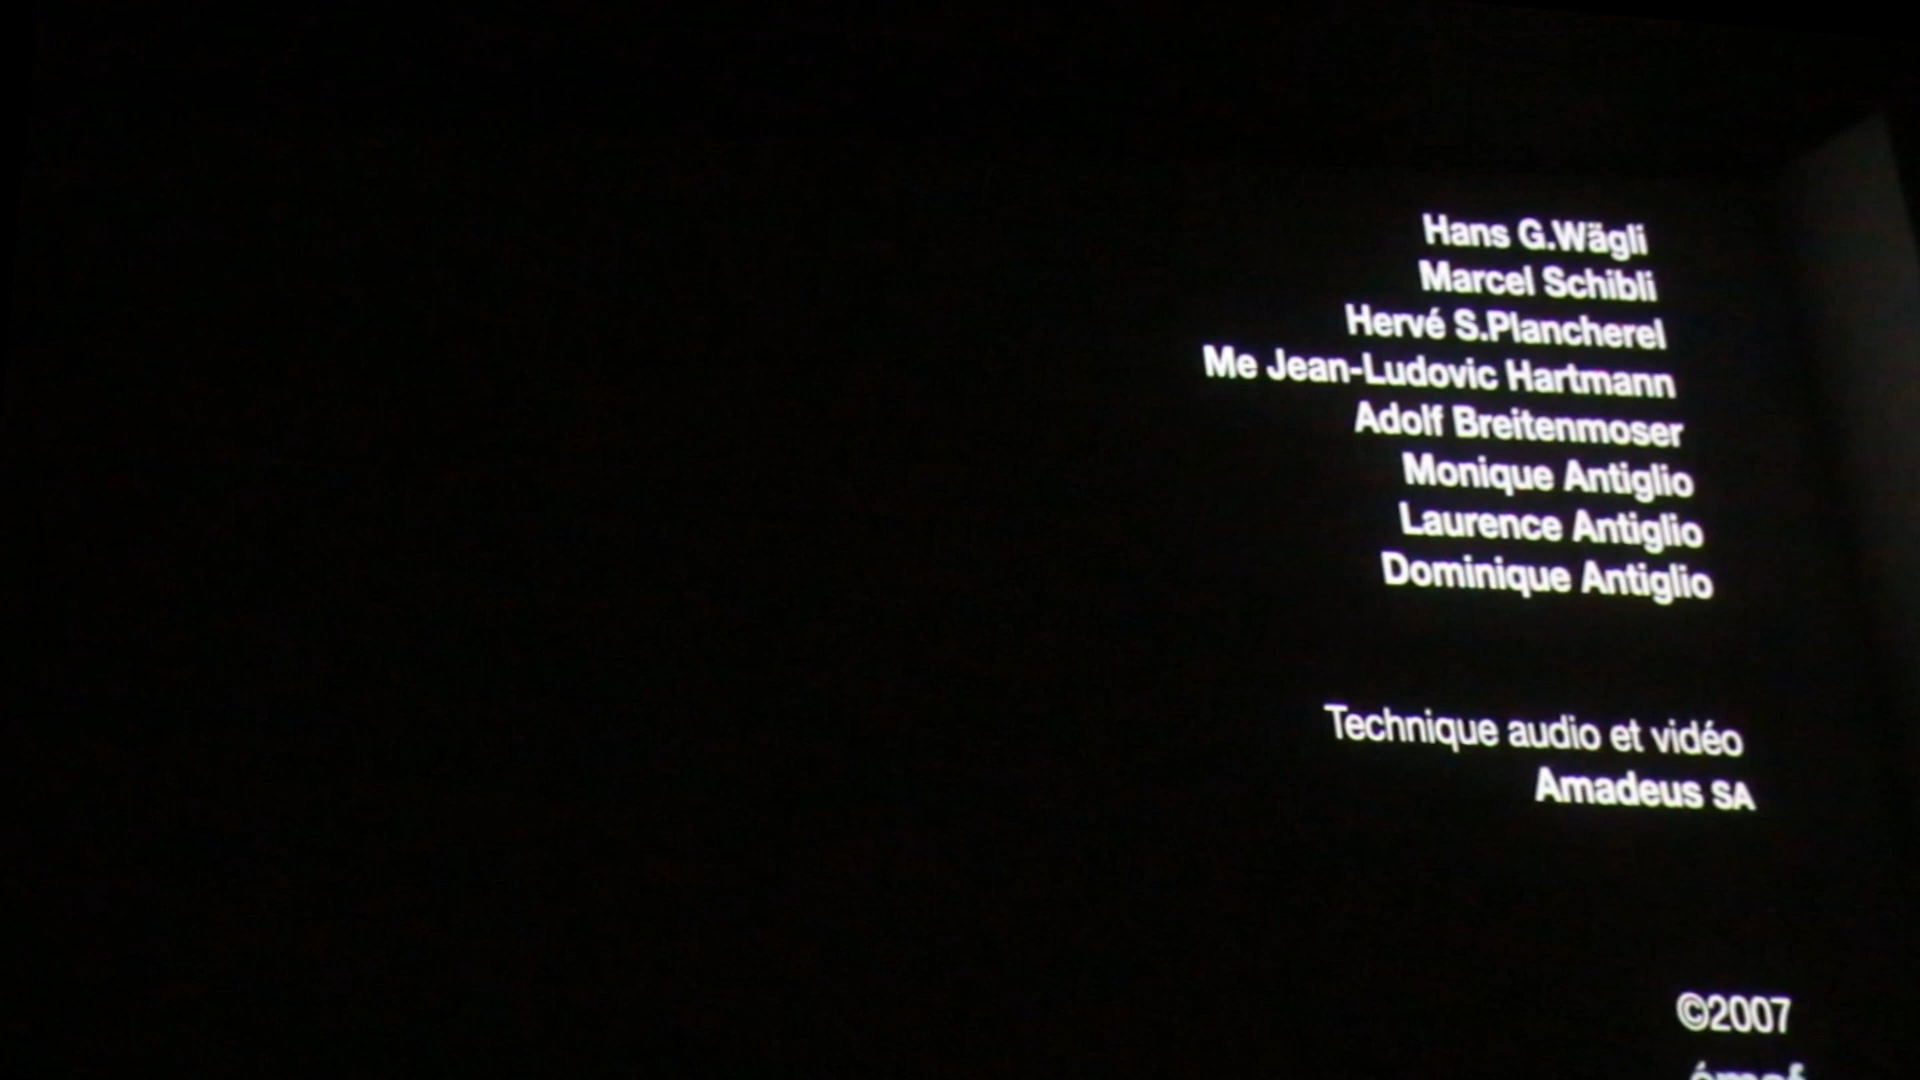 Hans G.Wägli
Marcel Schibli
Hervé S.Plancherel
Me Jean-Ludovic Hartmann
Adolf Breitenmoser
Monique Antiglio
Laurence Antiglio
Dominique Antiglio
Technique audio et vidéo
Amadeus SA
©2007